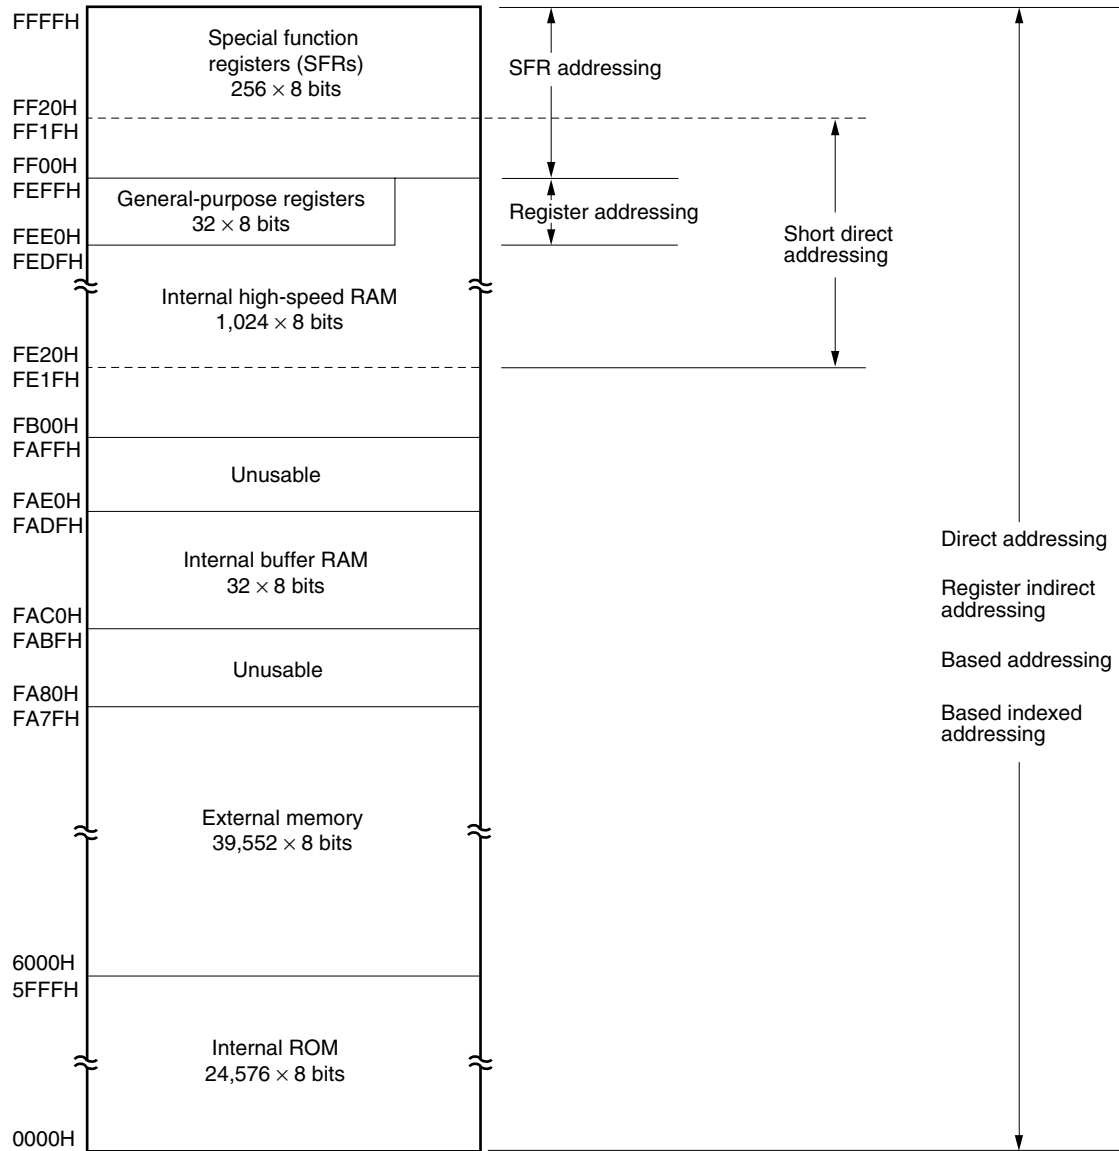 FFFFH
Special function
registers (SFRs)
256 × 8 bits
SFR addressing
FF20H
FF1FH
FF00H
FEFFH
General-purpose registers
32 × 8 bits
Register addressing
Short direct
addressing
FEE0H
FEDFH
Internal high-speed RAM
1,024 × 8 bits
FE20H
FE1FH
FB00H
FAFFH
Unusable
FAE0H
FADFH
Internal buffer RAM
32 × 8 bits
Direct addressing
Register indirect
addressing
Based addressing
Based indexed
addressing
FAC0H
FABFH
Unusable
FA80H
FA7FH
External memory
39,552 × 8 bits
6000H
5FFFH
Internal ROM
24,576 × 8 bits
0000H